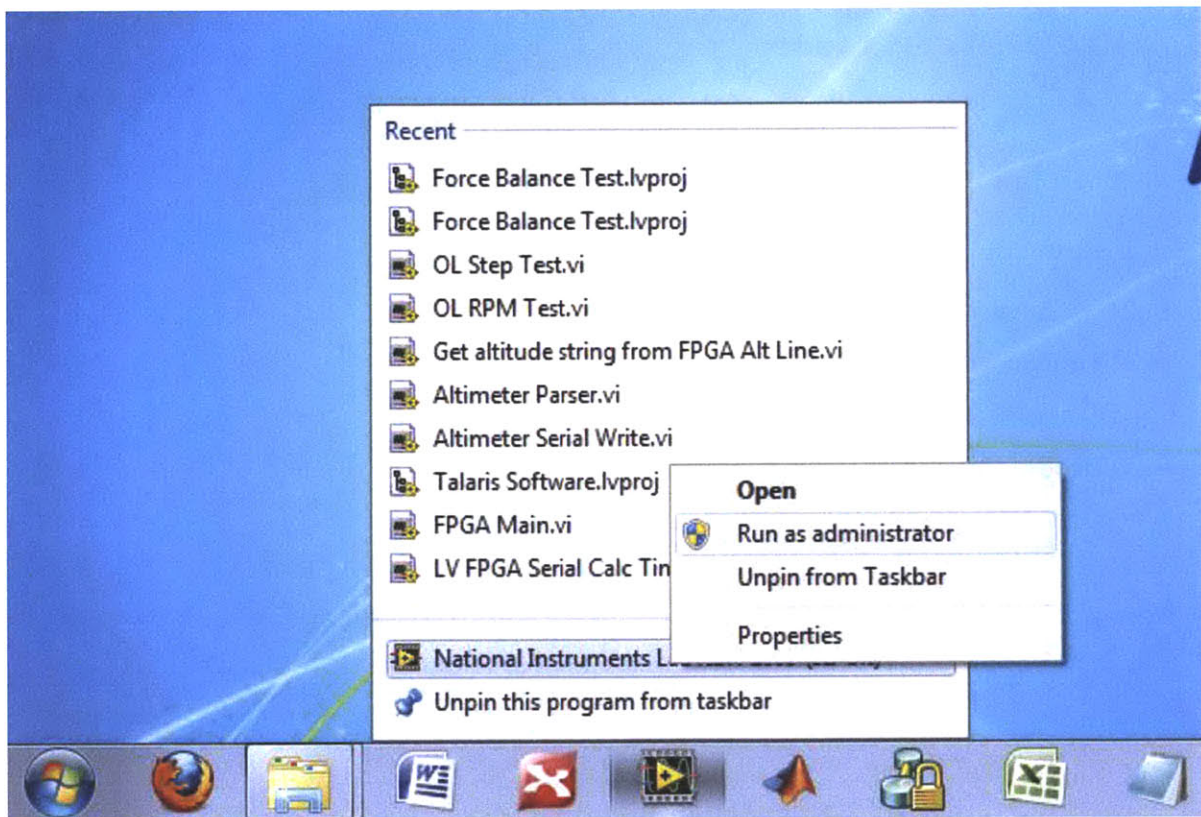 Recent
Force Balance Test.lvproj
Force Balance Test.lvproj
OL Step Test.vi
OL RPM Test.vi
Get altitude string from FPGA Alt Line.vi
Altimeter Parser.vi
Altimeter Serial Write.vi
Talaris Software.lvproj
FPGA Main.vi
LV FPGA Serial Calc
Open
Run as administrator
Unpin from Taskbar
Properties
National Instruments
Unpin this program from taskbar